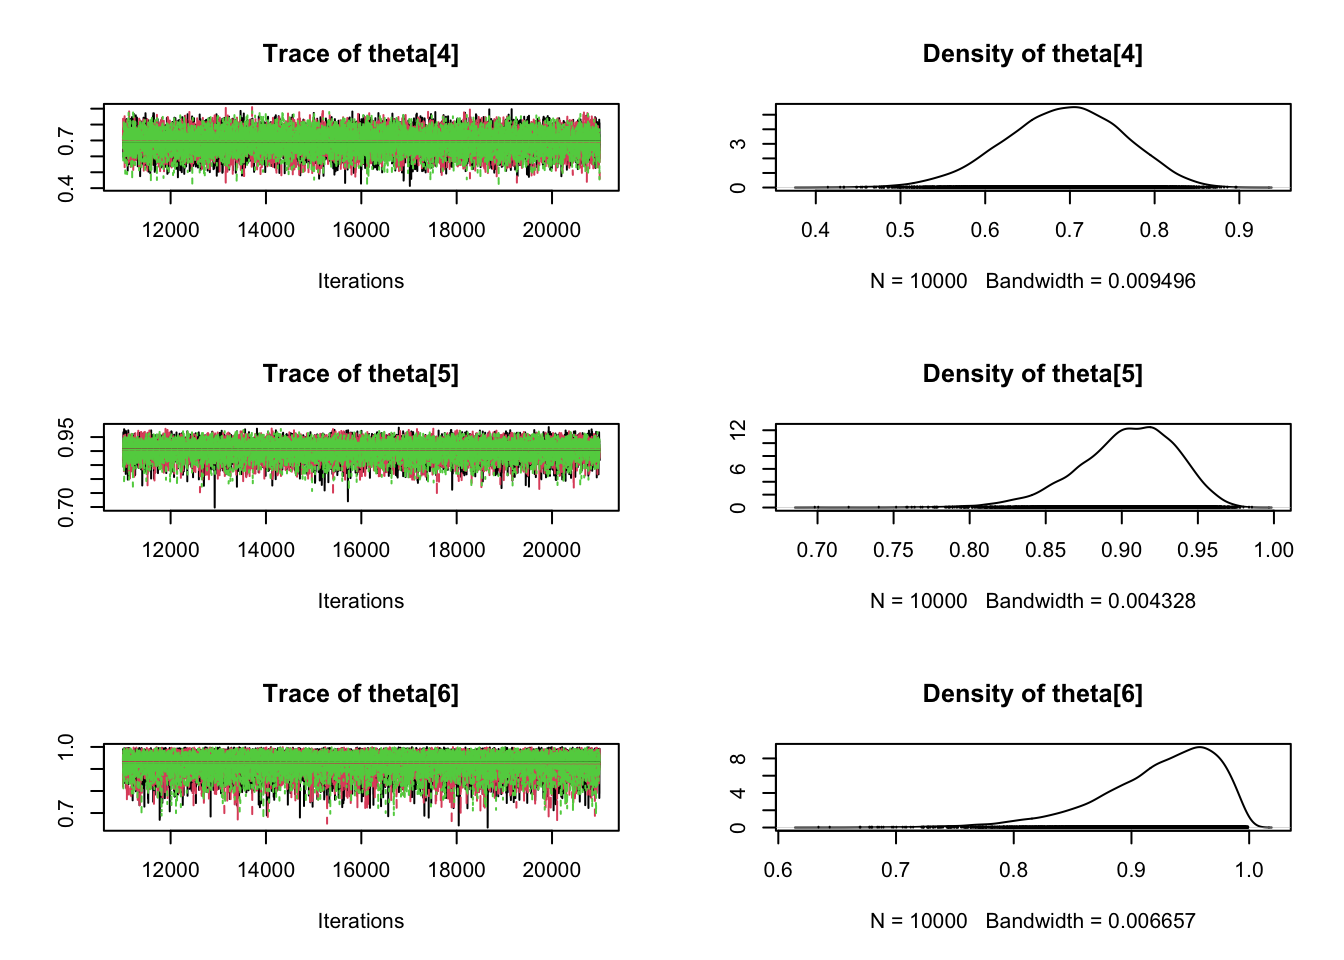 Trace of theta[4]
0.4 0.7
12000 14000 16000 18000 20000
Iterations
Density of theta[4]
0 3
0.4 0.5 0.6 0.7 0.8 0.9
N = 10000 Bandwidth = 0.009496
Trace of theta[5]
0.70 0.95
12000 14000 16000 18000 20000
Iterations
Density of theta[5]
0 6 12
0.70 0.75 0.80 0.85 0.90 0.95 1.00
N = 10000 Bandwidth = 0.004328
Trace of theta[6]
0.7 1.0
12000 14000 16000 18000 20000
Iterations
Density of theta[6]
0 4 8
0.6 0.7 0.8 0.9 1.0
N = 10000 Bandwidth = 0.006657